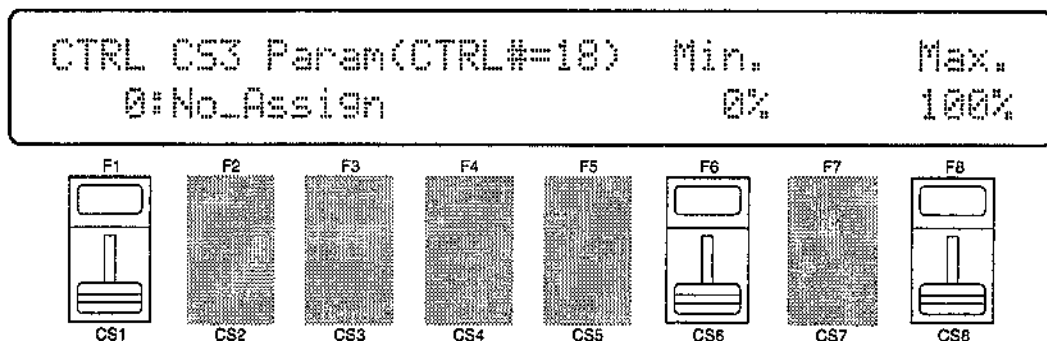 CTRL CS3 Param(CTRL#=18) Min. Max.
0:No_Assign 0% 100%
F1 F2 F3 F4 F5 F6 F7 F8
CS1 CS2 CS3 CS4 CS5 CS6 CS7 CS8